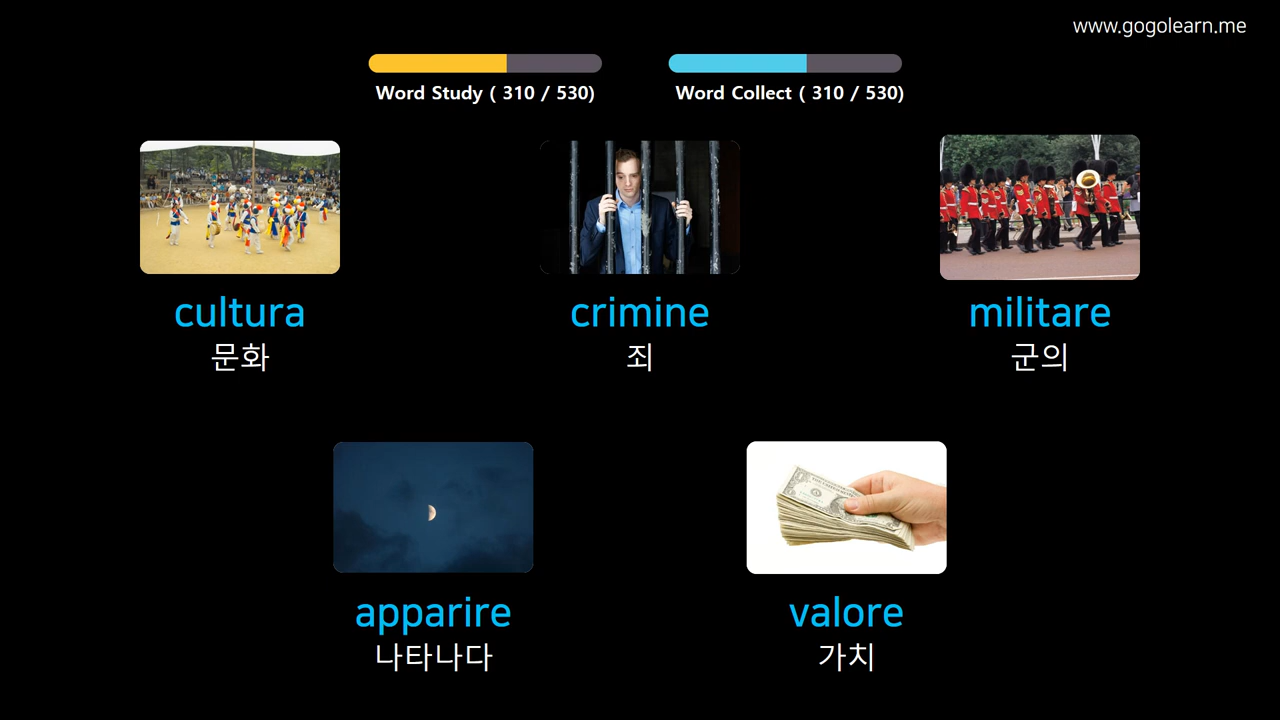 www.gogolearn.me
Word Study ( 310 / 530)
Word Collect ( 310 / 530)
cultura
문화
crimine
죄
militare
군의
apparire
나타나다
valore
가치